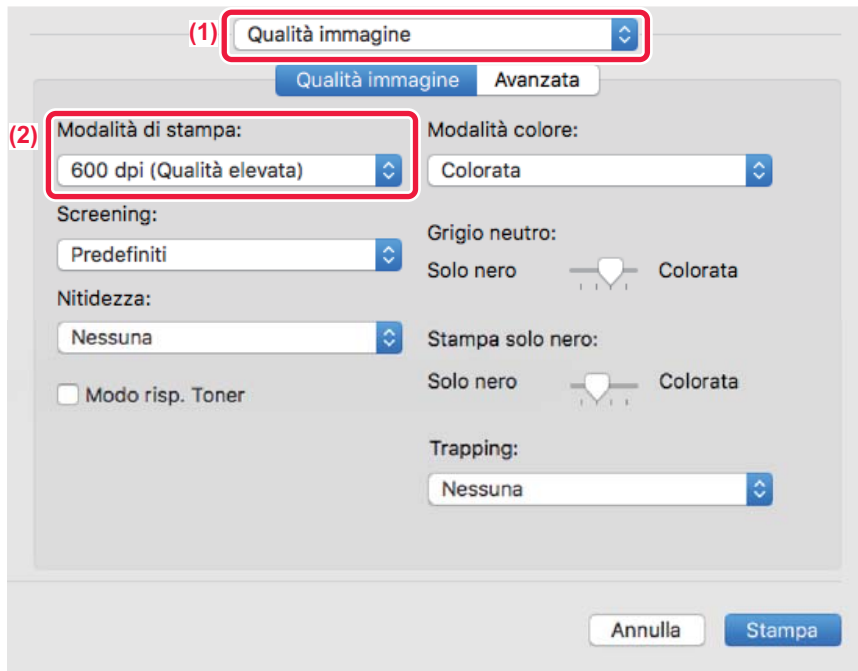 (1) Qualità immagine
Qualità immagine Avanzata
(2) Modalità di stampa:
600 dpi (Qualità elevata)
Screening:
Predefiniti
Nitidezza:
Nessuna
Modo risp. Toner
Modalità colore:
Colorata
Grigio neutro:
Solo nero Colorata
Stampa solo nero:
Solo nero Colorata
Trapping:
Nessuna
Annulla Stampa